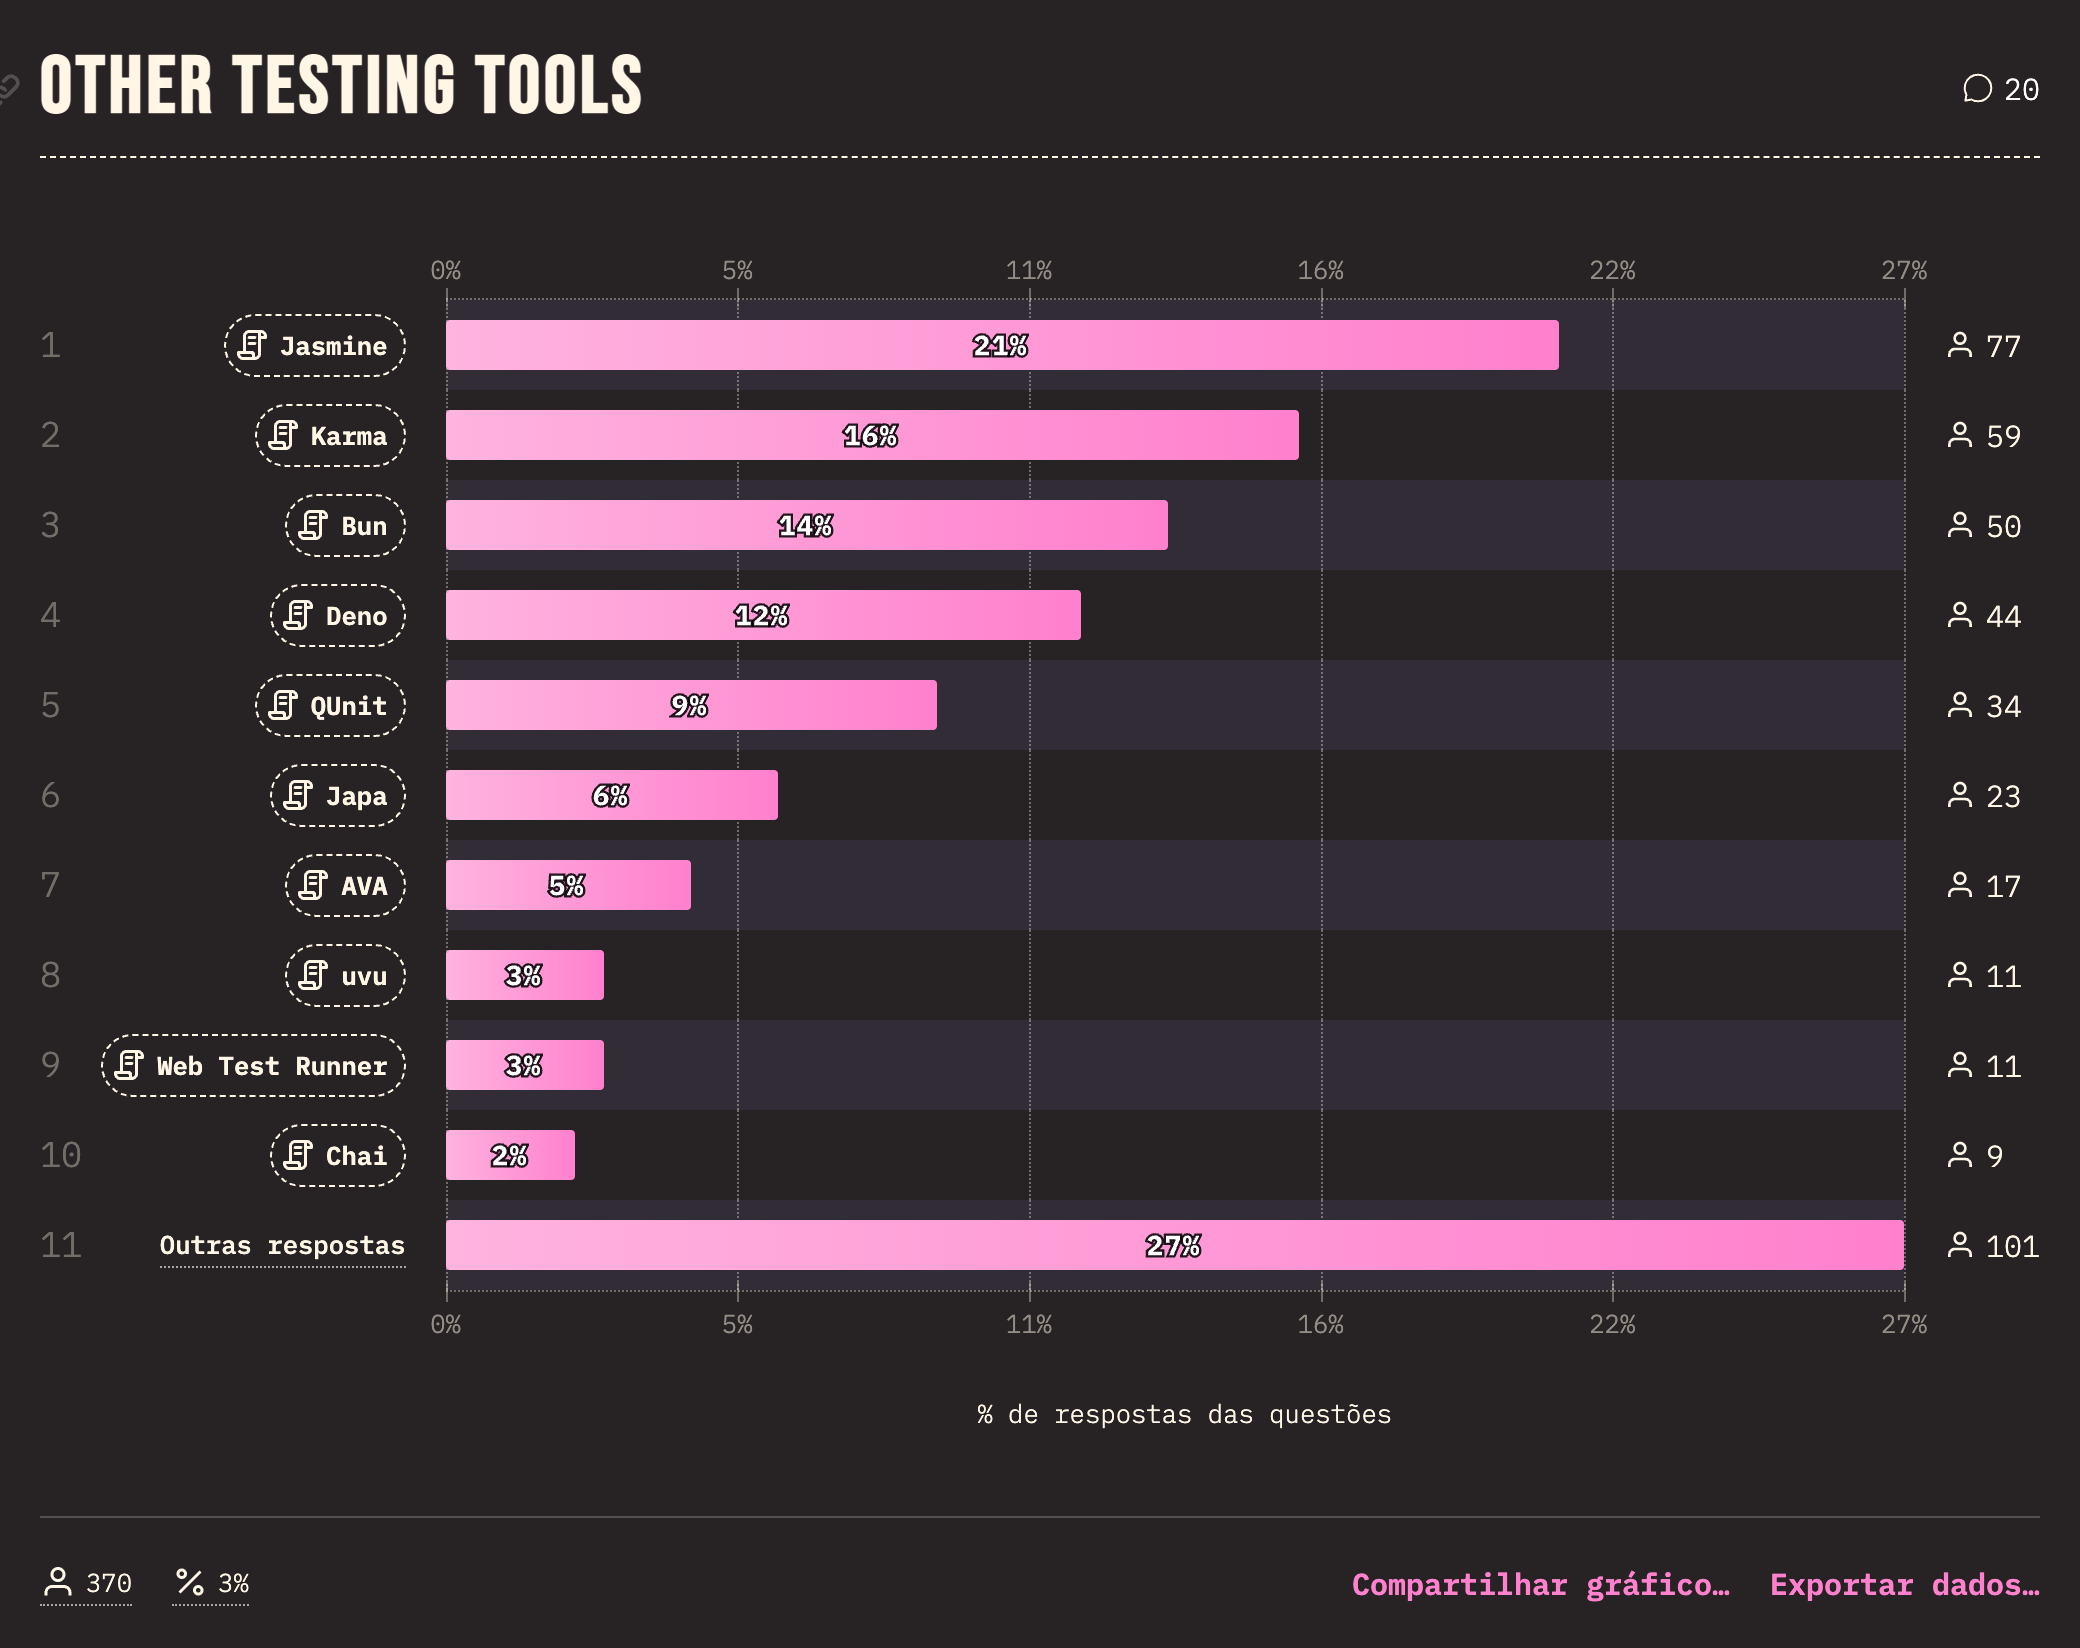 OTHER TESTING TOOLS
20
0% 5% 11% 16% 22% 27%
1 Jasmine 21% 77
2 Karma 16% 59
3 Bun 14% 50
4 Deno 12% 44
5 QUnit 9% 34
6 Japa 6% 23
7 AVA 5% 17
8 uvu 3% 11
9 Web Test Runner 3% 11
10 Chai 2% 9
11 Outras respostas 27% 101
0% 5% 11% 16% 22% 27%
% de respostas das questões
370 % 3% Compartilhar gráfico… Exportar dados…